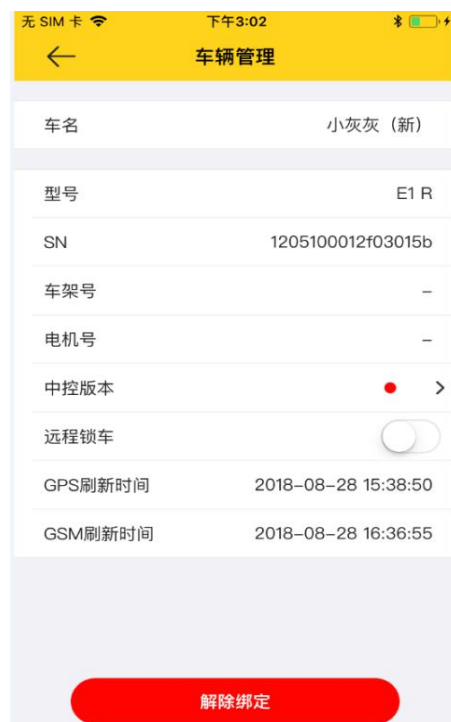 无 SIM 卡 下午3:02
车辆管理
车名 小灰灰（新）
型号 E1 R
SN 1205100012f03015b
车架号 –
电机号 –
中控版本
远程锁车
GPS刷新时间 2018–08–28 15:38:50
GSM刷新时间 2018–08–28 16:36:55
解除绑定